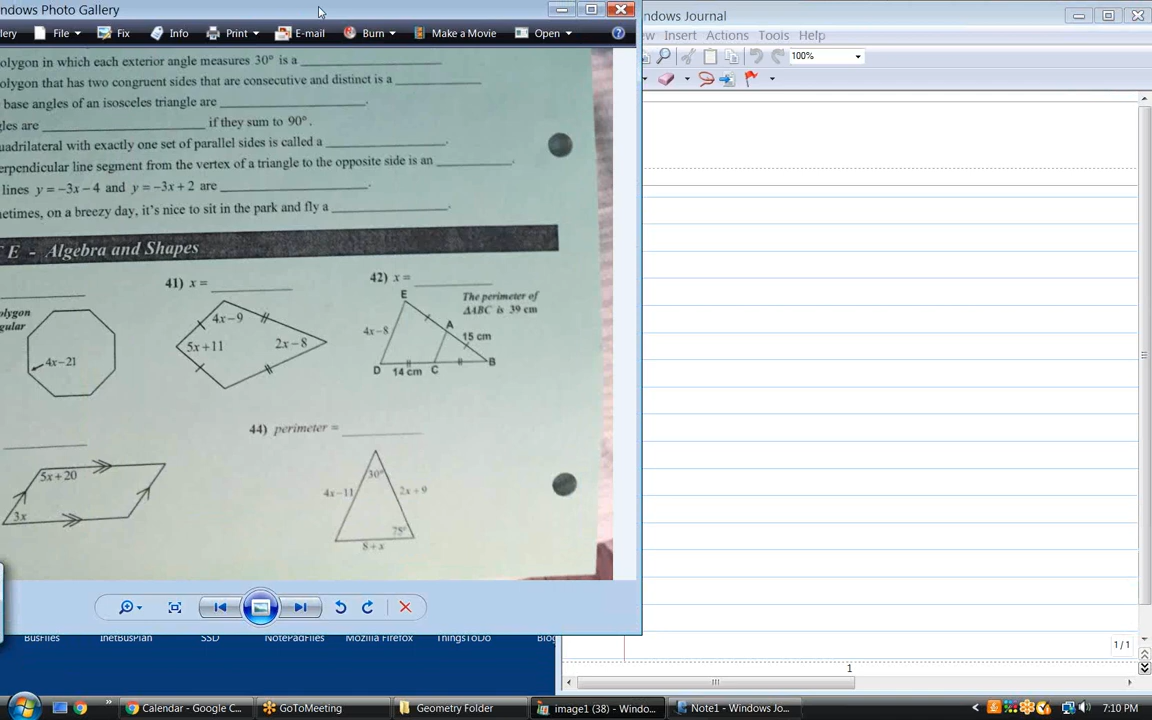 ndows Photo Gallery
llery File Fix Info Print E-mail Burn Make a Movie Open
olygon in which each exterior angle measures 30° is a
olygon that has two congruent sides that are consecutive and distinct is a
base angles of an isosceles triangle are .
gles are if they sum to 90°.
uadrilateral with exactly one set of parallel sides is called a .
erpendicular line segment from the vertex of a triangle to the opposite side is an .
lines y = −3x − 4 and y = −3x + 2 are .
metimes, on a breezy day, it's nice to sit in the park and fly a .
E - Algebra and Shapes
41) x =
42) x =
olygon
gular
4x−21
4x−9
5x+11
2x−8
E
The perimeter of
ΔABC is 39 cm
4x−8
A
15 cm
D 14 cm C B
44) perimeter =
5x+20
3x
30°
4x−11
2x+9
75°
8+x
ndows Journal
ew Insert Actions Tools Help
100%
1 / 1
1
BusFiles InetBusPlan SSD NotePadFiles Mozilla Firefox ThingsToDo Blog
Calendar - Google C... GoToMeeting Geometry Folder image1 (38) - Windo... Note1 - Windows Jo... 7:10 PM